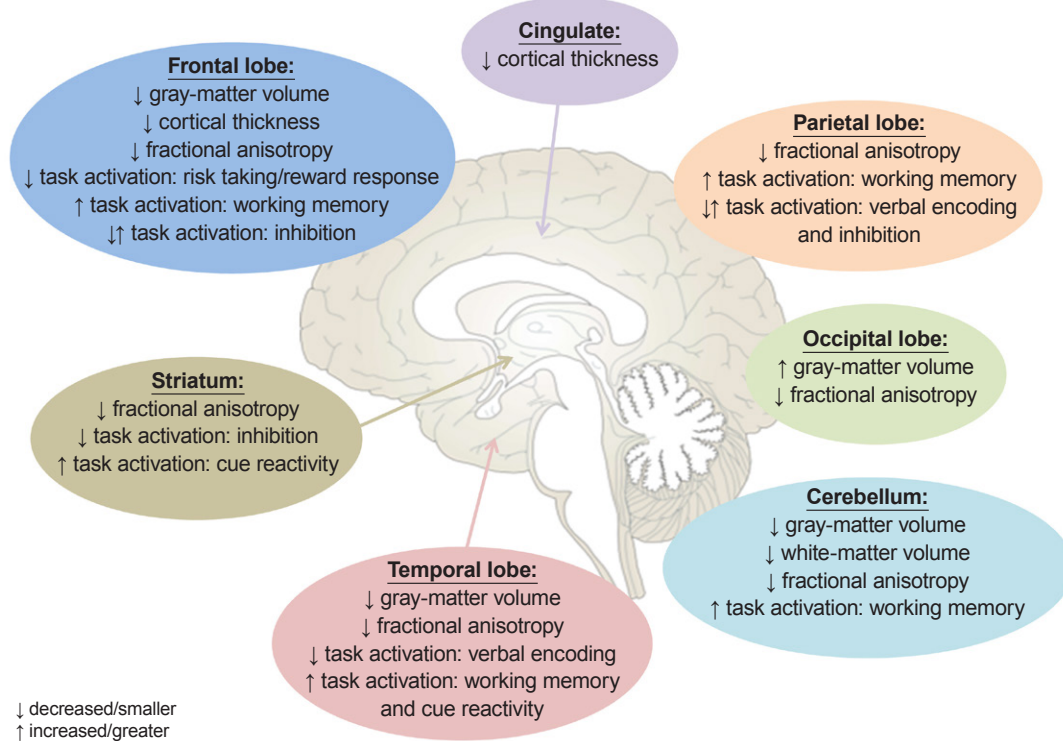 Cingulate:
↓ cortical thickness
Frontal lobe:
↓ gray-matter volume
↓ cortical thickness
↓ fractional anisotropy
↓ task activation: risk taking/reward response
↑ task activation: working memory
↓↑ task activation: inhibition
Parietal lobe:
↓ fractional anisotropy
↑ task activation: working memory
↓↑ task activation: verbal encoding
and inhibition
Occipital lobe:
↑ gray-matter volume
↓ fractional anisotropy
Striatum:
↓ fractional anisotropy
↓ task activation: inhibition
↑ task activation: cue reactivity
Cerebellum:
↓ gray-matter volume
↓ white-matter volume
↓ fractional anisotropy
↑ task activation: working memory
Temporal lobe:
↓ gray-matter volume
↓ fractional anisotropy
↓ task activation: verbal encoding
↑ task activation: working memory
and cue reactivity
↓ decreased/smaller
↑ increased/greater